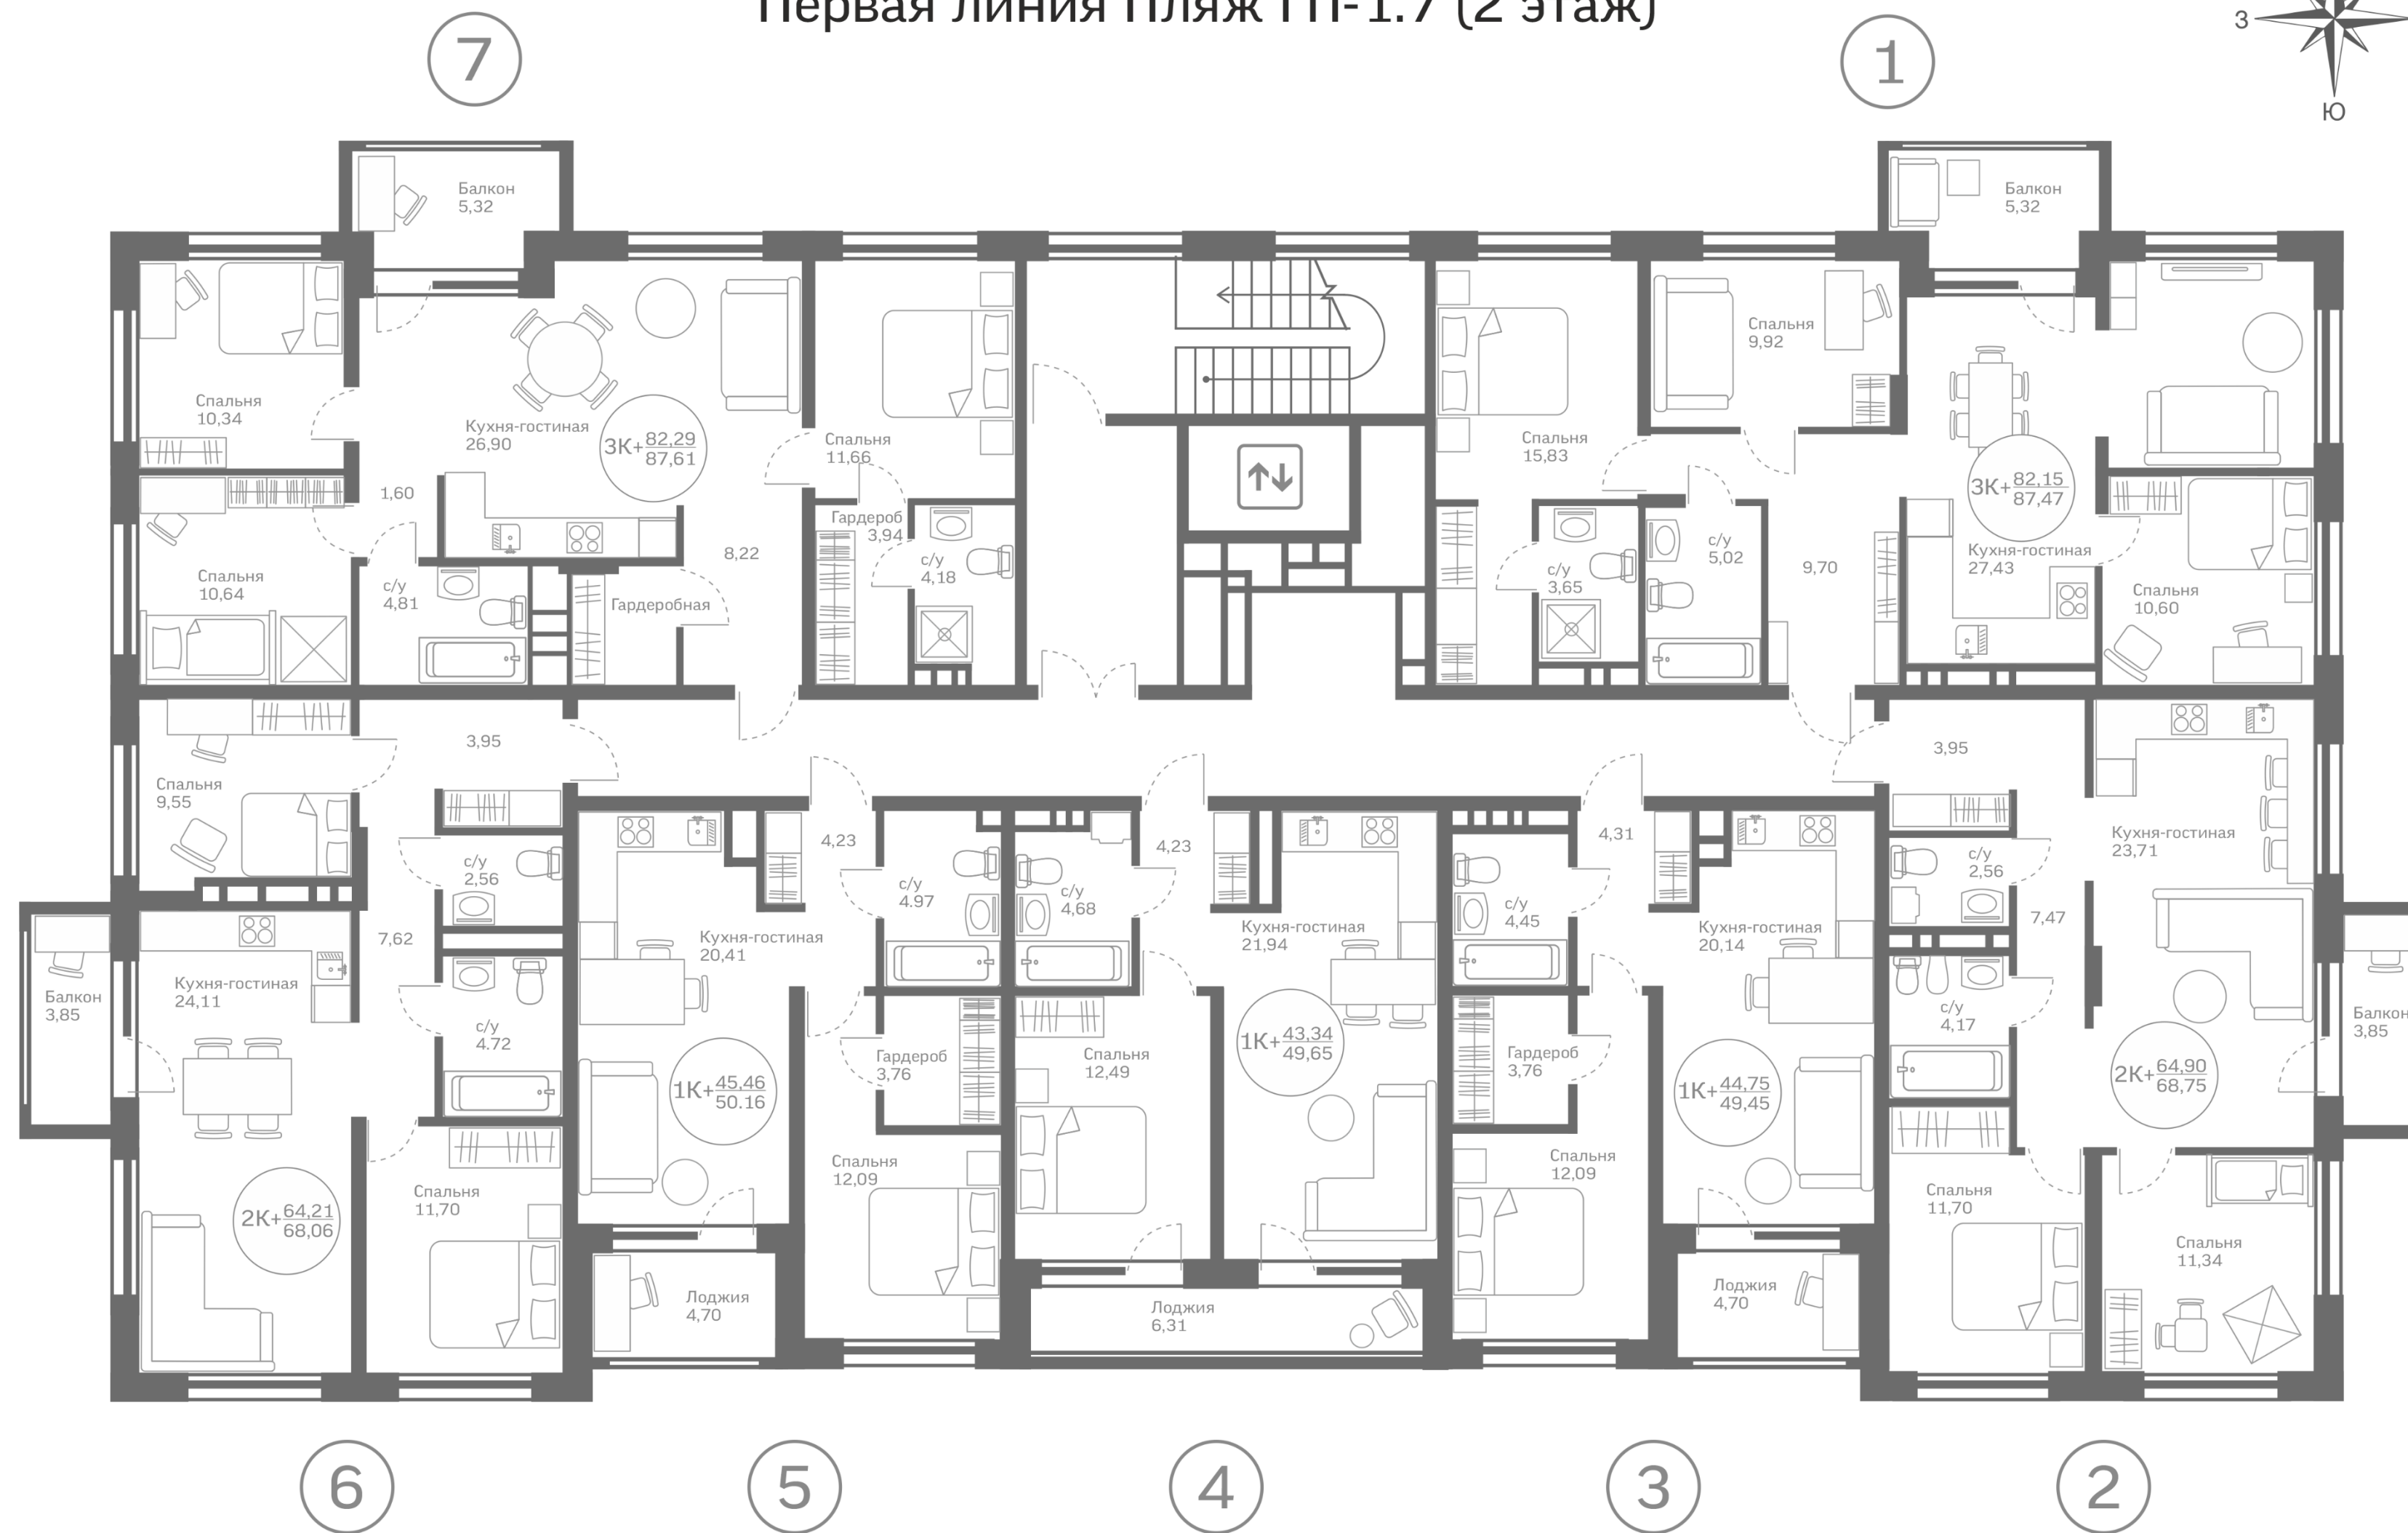 Первая линия Пляж ГП-1.7 (2 этаж)
З
Ю
7
1
Балкон
5,32
Балкон
5,32
Спальня
10,34
Кухня-гостиная
26,90
3К+
82,29
87,61
Спальня
11,66
Спальня
15,83
Спальня
9,92
3К+
82,15
87,47
1,60
Гардероб
3,94
8,22
с/у
4,18
с/у
3,65
с/у
5,02
9,70
Кухня-гостиная
27,43
Спальня
10,64
с/у
4,81
Гардеробная
Спальня
10,60
3,95
3,95
Спальня
9,55
с/у
2,56
4,23
с/у
4.97
4,23
с/у
4,68
4,31
с/у
4,45
Кухня-гостиная
23,71
с/у
2,56
7,62
7,47
Кухня-гостиная
20,41
Кухня-гостиная
21,94
Кухня-гостиная
20,14
Балкон
3,85
Кухня-гостиная
24,11
с/у
4.72
с/у
4,17
Балкон
3,85
1К+
45,46
50.16
Гардероб
3,76
Спальня
12,49
1К+
43,34
49,65
Гардероб
3,76
1К+
44,75
49,45
2К+
64,90
68,75
2К+
64,21
68,06
Спальня
11,70
Спальня
12,09
Спальня
12,09
Спальня
11,70
Спальня
11,34
Лоджия
4,70
Лоджия
6,31
Лоджия
4,70
6
5
4
3
2